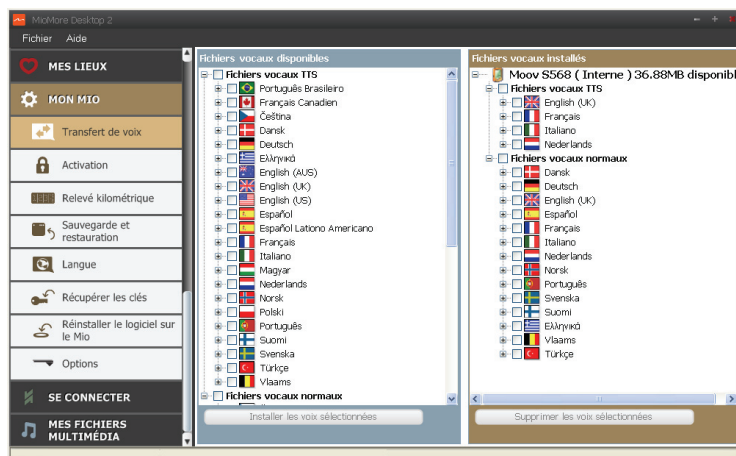 MioMore Desktop 2
Fichier Aide
MES LIEUX
MON MIO
Transfert de voix
Activation
Relevé kilométrique
Sauvegarde et
restauration
Langue
Récupérer les clés
Réinstaller le logiciel sur
le Mio
Options
SE CONNECTER
MES FICHIERS
MULTIMÉDIA
Fichiers vocaux disponibles
Fichiers vocaux TTS
Português Brasileiro
Français Canadien
Čeština
Dansk
Deutsch
Ελληνικά
English (AUS)
English (UK)
English (US)
Español
Español Lationo Americano
Français
Italiano
Magyar
Nederlands
Norsk
Polski
Português
Suomi
Svenska
Türkçe
Vlaams
Fichiers vocaux normaux
Installer les voix sélectionnées
Fichiers vocaux installés
Moov S568 ( Interne ) 36.88MB disponibl
Fichiers vocaux TTS
English (UK)
Français
Italiano
Nederlands
Fichiers vocaux normaux
Dansk
Deutsch
English (UK)
Español
Français
Italiano
Nederlands
Norsk
Português
Svenska
Suomi
Ελληνικά
Vlaams
Türkçe
Supprimer les voix sélectionnées